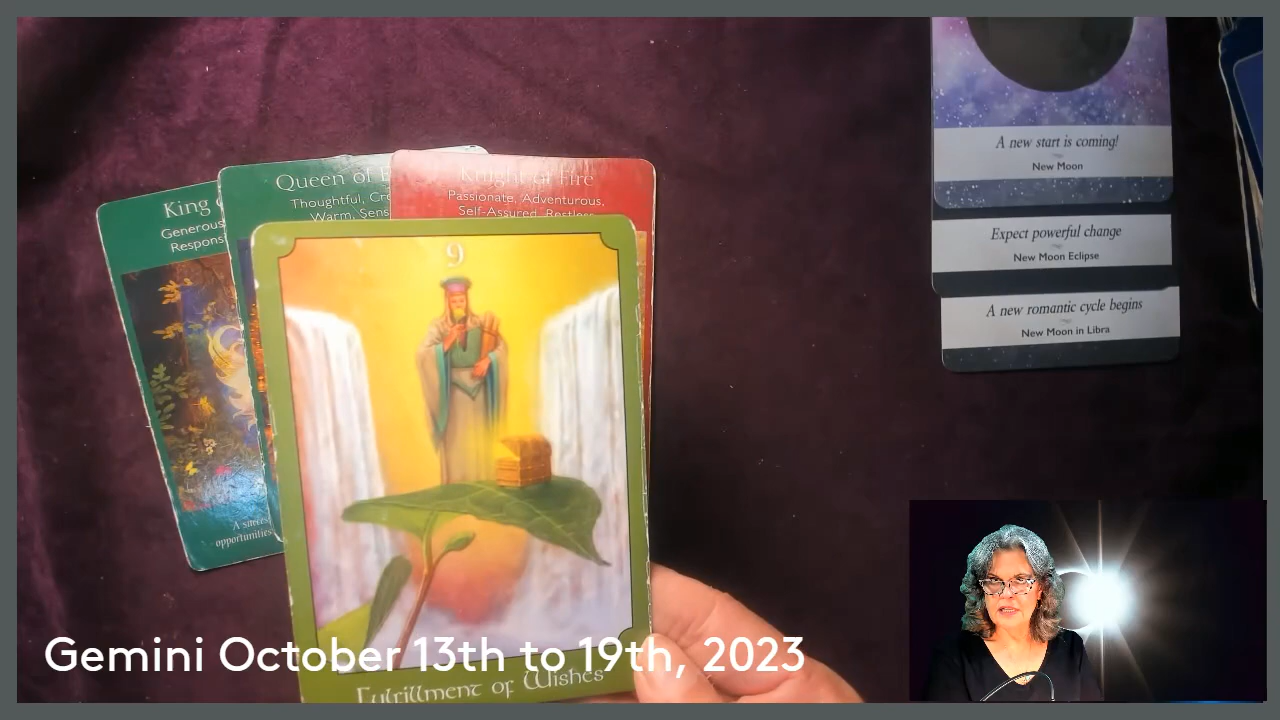 King
Generous
Respons
Queen of
Thoughtful, Cre
Warm, Sens
Knight of Fire
Passionate, Adventurous,
Self-Assured, Restless
9
opportunities
Fulfillment of Wishes
A new start is coming!
New Moon
Expect powerful change
New Moon Eclipse
A new romantic cycle begins
New Moon in Libra
Gemini October 13th to 19th, 2023